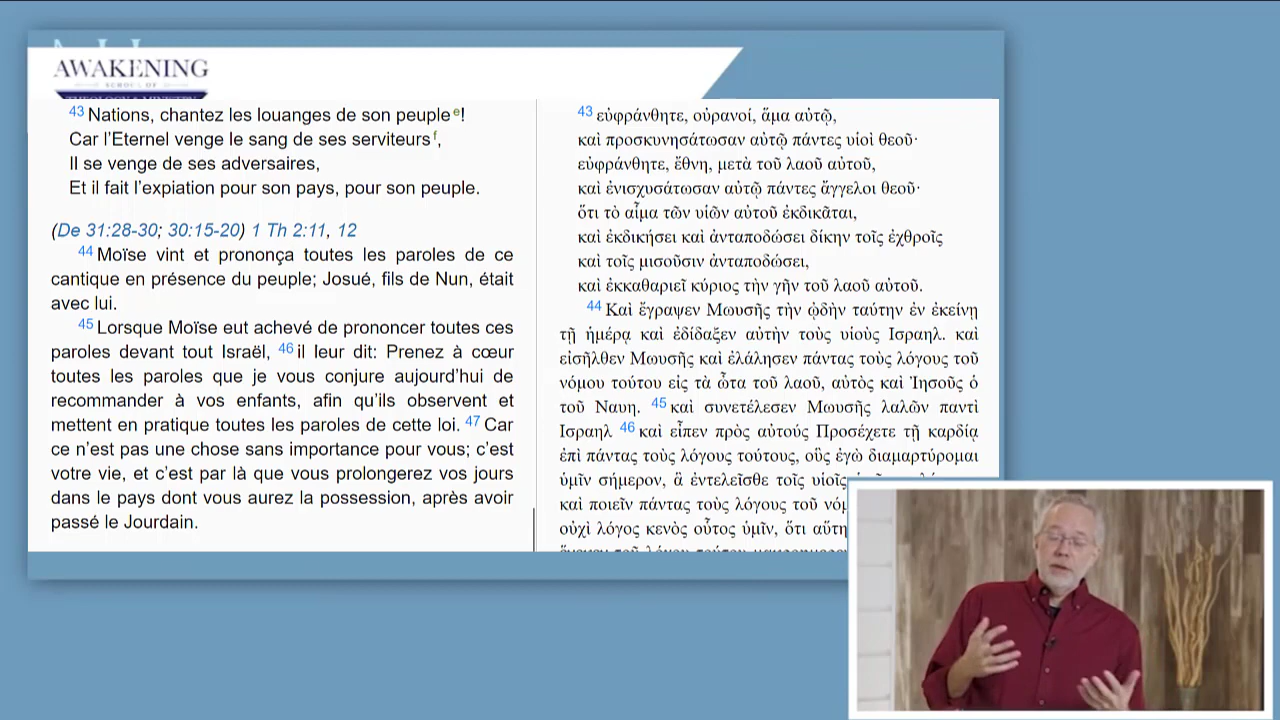 AWAKENING
SCHOOL OF
THEOLOGY & MINISTRY
43 Nations, chantez les louanges de son peuple e!
Car l’Eternel venge le sang de ses serviteurs f,
Il se venge de ses adversaires,
Et il fait l’expiation pour son pays, pour son peuple.
(De 31:28-30; 30:15-20) 1 Th 2:11, 12
44 Moïse vint et prononça toutes les paroles de ce
cantique en présence du peuple; Josué, fils de Nun, était
avec lui.
45 Lorsque Moïse eut achevé de prononcer toutes ces
paroles devant tout Israël, 46 il leur dit: Prenez à cœur
toutes les paroles que je vous conjure aujourd’hui de
recommander à vos enfants, afin qu’ils observent et
mettent en pratique toutes les paroles de cette loi. 47 Car
ce n’est pas une chose sans importance pour vous; c’est
votre vie, et c’est par là que vous prolongerez vos jours
dans le pays dont vous aurez la possession, après avoir
passé le Jourdain.
43 εὐφράνθητε, οὐρανοί, ἅμα αὐτῷ,
καὶ προσκυνησάτωσαν αὐτῷ πάντες υἱοὶ θεοῦ·
εὐφράνθητε, ἔθνη, μετὰ τοῦ λαοῦ αὐτοῦ,
καὶ ἐνισχυσάτωσαν αὐτῷ πάντες ἄγγελοι θεοῦ·
ὅτι τὸ αἷμα τῶν υἱῶν αὐτοῦ ἐκδικᾶται,
καὶ ἐκδικήσει καὶ ἀνταποδώσει δίκην τοῖς ἐχθροῖς
καὶ τοῖς μισοῦσιν ἀνταποδώσει,
καὶ ἐκκαθαριεῖ κύριος τὴν γῆν τοῦ λαοῦ αὐτοῦ.
44 Καὶ ἔγραψεν Μωυσῆς τὴν ᾠδὴν ταύτην ἐν ἐκείνῃ
τῇ ἡμέρᾳ καὶ ἐδίδαξεν αὐτὴν τοὺς υἱοὺς Ισραηλ. καὶ
εἰσῆλθεν Μωυσῆς καὶ ἐλάλησεν πάντας τοὺς λόγους τοῦ
νόμου τούτου εἰς τὰ ὦτα τοῦ λαοῦ, αὐτὸς καὶ Ἰησοῦς ὁ
τοῦ Ναυη. 45 καὶ συνετέλεσεν Μωυσῆς λαλῶν παντὶ
Ισραηλ 46 καὶ εἶπεν πρὸς αὐτούς Προσέχετε τῇ καρδίᾳ
ἐπὶ πάντας τοὺς λόγους τούτους, οὓς ἐγὼ διαμαρτύρομαι
ὑμῖν σήμερον, ἃ ἐντελεῖσθε τοῖς υἱοῖς
καὶ ποιεῖν πάντας τοὺς λόγους τοῦ νόμ
οὐχὶ λόγος κενὸς οὗτος ὑμῖν, ὅτι αὕτη